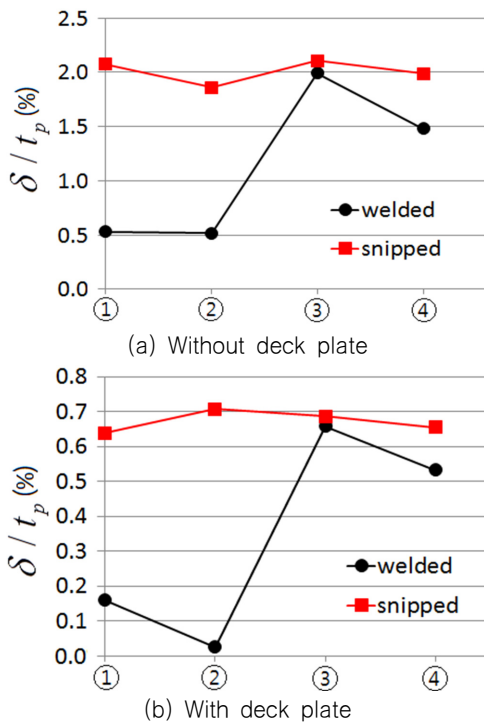 2.5
2.0
1.5
1.0
0.5
0.0
δ / t_p (%)
welded
snipped
① ② ③ ④
(a) Without deck plate
0.8
0.7
0.6
0.5
0.4
0.3
0.2
0.1
0.0
δ / t_p (%)
welded
snipped
① ② ③ ④
(b) With deck plate